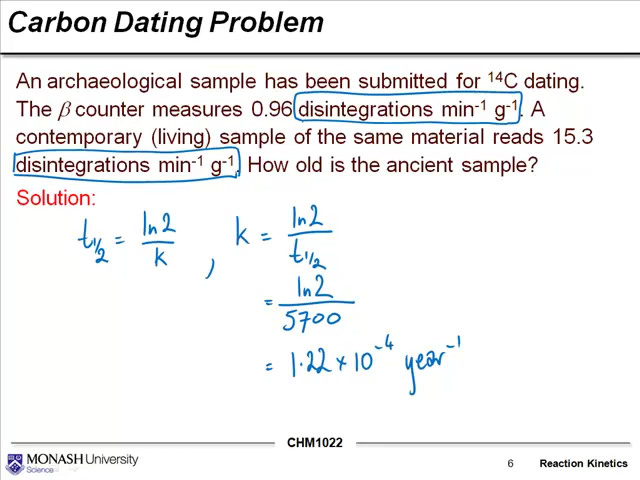 Carbon Dating Problem
An archaeological sample has been submitted for ¹⁴C dating.
The β counter measures 0.96 disintegrations min⁻¹ g⁻¹. A
contemporary (living) sample of the same material reads 15.3
disintegrations min⁻¹ g⁻¹. How old is the ancient sample?
Solution:
t½ = ln2/k , k = ln2/t½
= ln2/5700
= 1.22 × 10⁻⁴ year⁻¹
CHM1022
MONASH University
Science
6 Reaction Kinetics